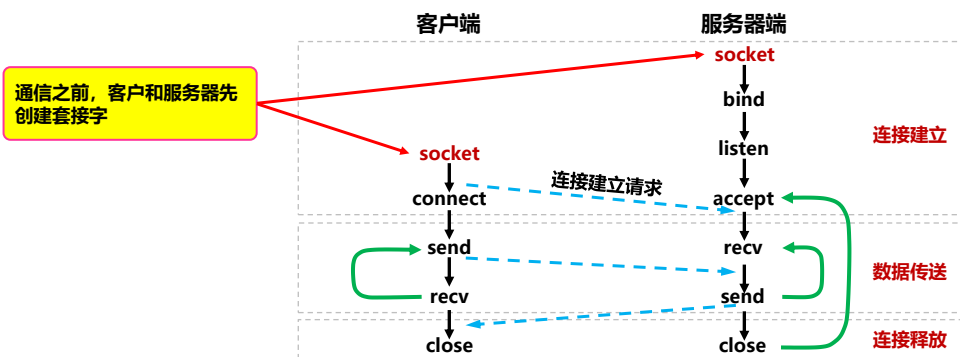 客户端
服务器端
socket
通信之前，客户和服务器先
创建套接字
bind
连接建立
listen
socket
连接建立请求
connect
accept
send
recv
数据传送
recv
send
连接释放
close
close